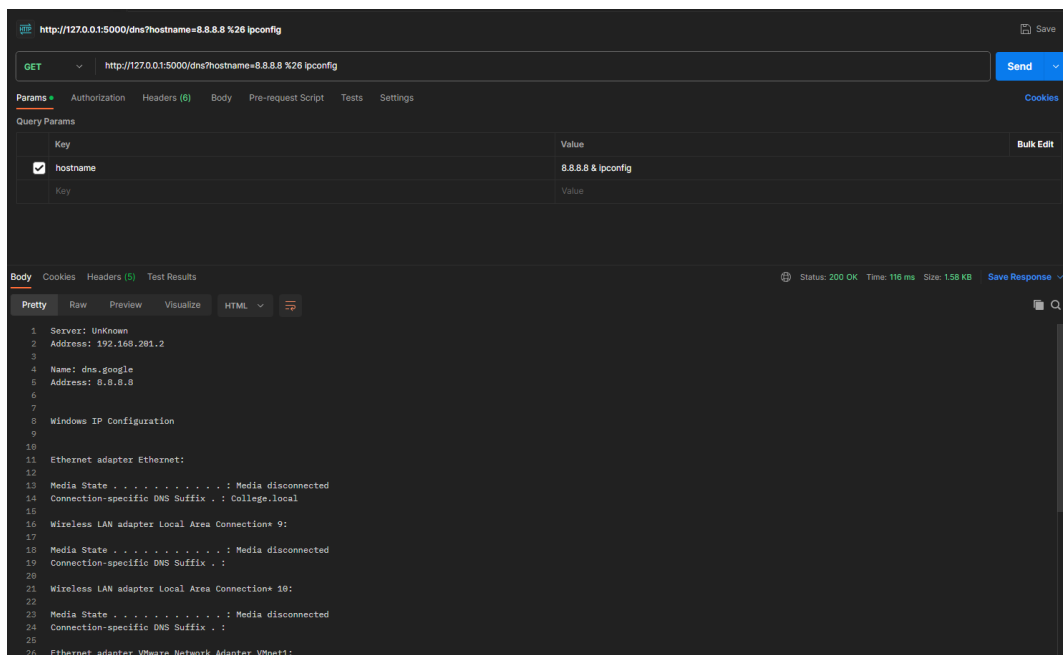 HTTP http://127.0.0.1:5000/dns?hostname=8.8.8.8 %26 ipconfig Save
GET http://127.0.0.1:5000/dns?hostname=8.8.8.8 %26 ipconfig Send
Params Authorization Headers (6) Body Pre-request Script Tests Settings Cookies
Query Params
Key Value Bulk Edit
hostname 8.8.8.8 & ipconfig
Key Value
Body Cookies Headers (5) Test Results Status: 200 OK Time: 116 ms Size: 1.58 KB Save Response
Pretty Raw Preview Visualize HTML
1 Server: UnKnown
2 Address: 192.168.201.2
3
4 Name: dns.google
5 Address: 8.8.8.8
6
7
8 Windows IP Configuration
9
10
11 Ethernet adapter Ethernet:
12
13 Media State . . . . . . . . . . . : Media disconnected
14 Connection-specific DNS Suffix . : College.local
15
16 Wireless LAN adapter Local Area Connection* 9:
17
18 Media State . . . . . . . . . . . : Media disconnected
19 Connection-specific DNS Suffix . :
20
21 Wireless LAN adapter Local Area Connection* 10:
22
23 Media State . . . . . . . . . . . : Media disconnected
24 Connection-specific DNS Suffix . :
25
26 Ethernet adapter VMware Network Adapter VMnet1: